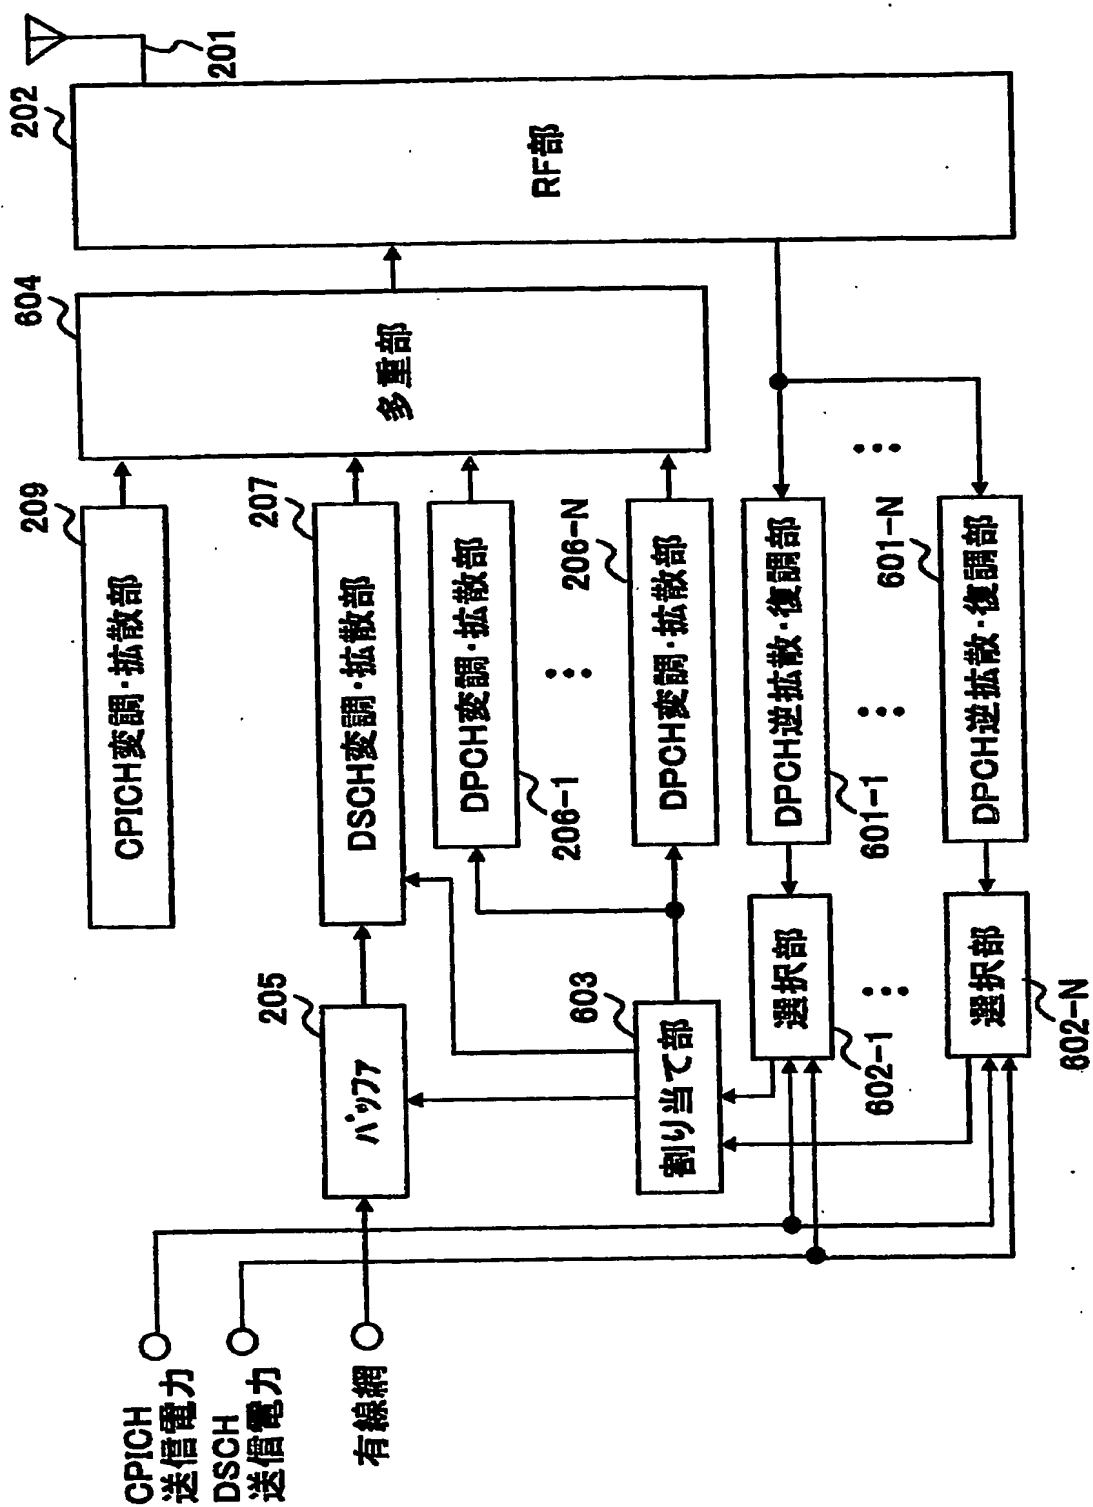 201
202
RF部
604
多重部
209
CPICH変調・拡散部
207
DSCH変調・拡散部
DPCH変調・拡散部
206-1
206-N
DPCH変調・拡散部
DPCH逆拡散・復調部
601-1
601-N
DPCH逆拡散・復調部
205
バッファ
603
割り当て部
選択部
602-1
選択部
602-N
CPICH
送信電力
DSCH
送信電力
有線網